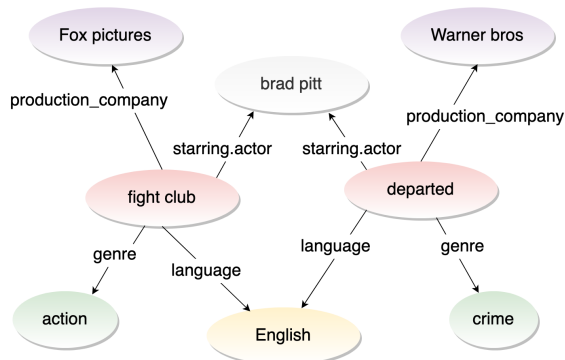 Fox pictures
Warner bros
brad pitt
production_company
production_company
starring.actor
starring.actor
fight club
departed
genre
language
language
genre
action
English
crime